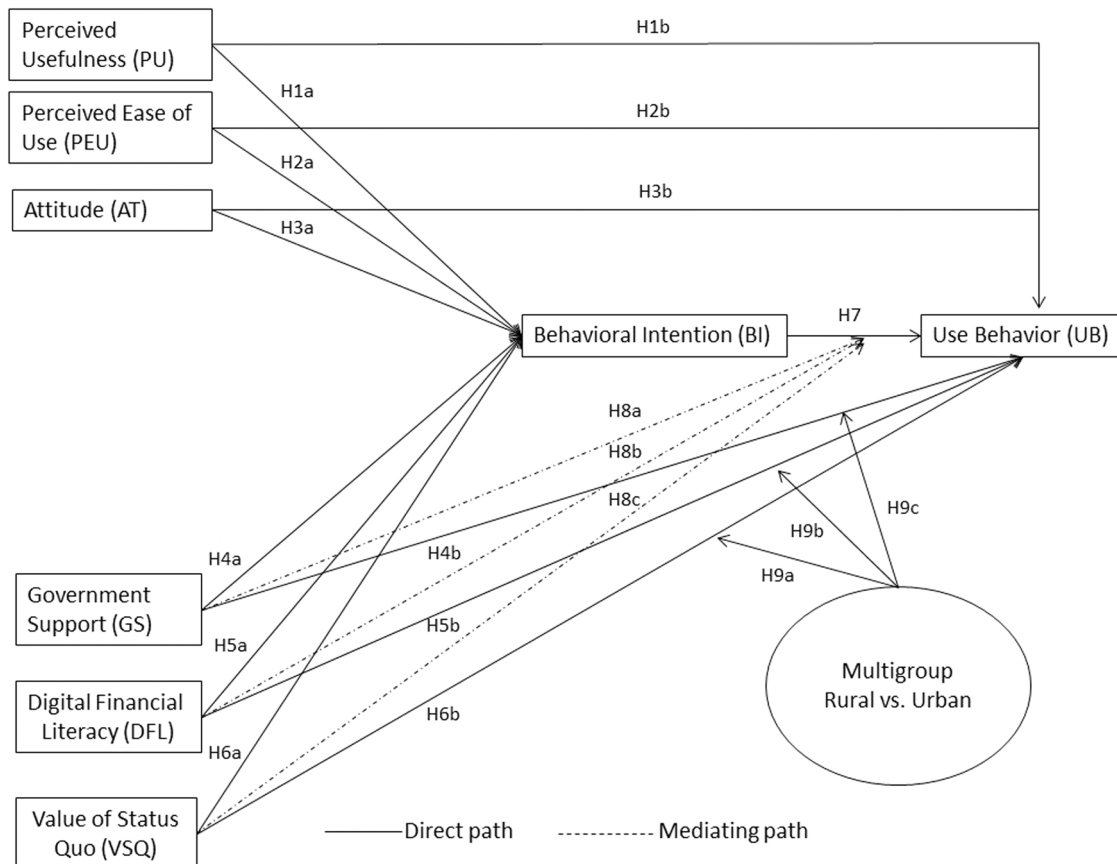 Perceived
Usefulness (PU)
H1b
H1a
Perceived Ease of
Use (PEU)
H2b
H2a
Attitude (AT)
H3b
H3a
Behavioral Intention (BI)
H7
Use Behavior (UB)
H8a
H8b
H8c
H9c
H9b
H9a
H4a
H4b
Government
Support (GS)
H5a
H5b
Multigroup
Rural vs. Urban
Digital Financial
Literacy (DFL)
H6b
H6a
Value of Status
Quo (VSQ)
Direct path
Mediating path